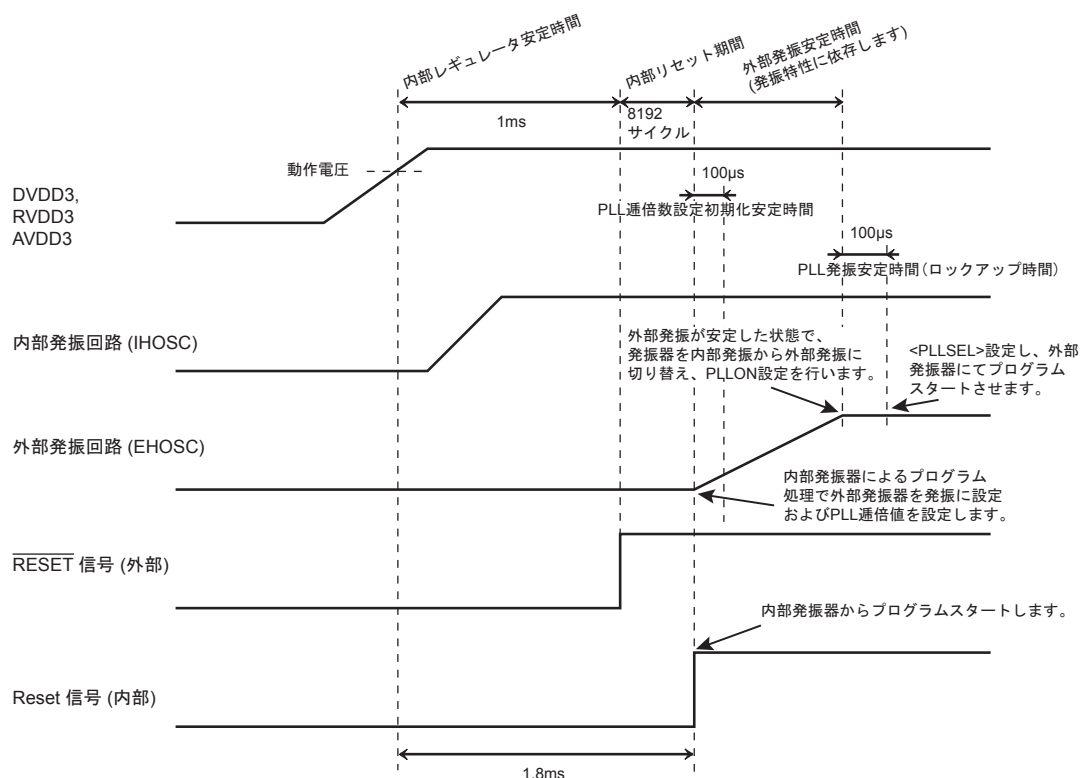 内部レギュレータ安定時間
内部リセット期間
外部発振安定時間
(発振特性に依存します)
1ms
8192
サイクル
動作電圧
DVDD3,
RVDD3
AVDD3
100μs
PLL逓倍数設定初期化安定時間
100μs
PLL発振安定時間(ロックアップ時間)
内部発振回路 (IHOSC)
外部発振が安定した状態で、
発振器を内部発振から外部発振に
切り替え、PLLON設定を行います。
<PLLSEL>設定し、外部
発振器にてプログラム
スタートさせます。
外部発振回路 (EHOSC)
内部発振器によるプログラム
処理で外部発振器を発振に設定
およびPLL逓倍値を設定します。
RESET 信号 (外部)
内部発振器からプログラムスタートします。
Reset 信号 (内部)
1.8ms